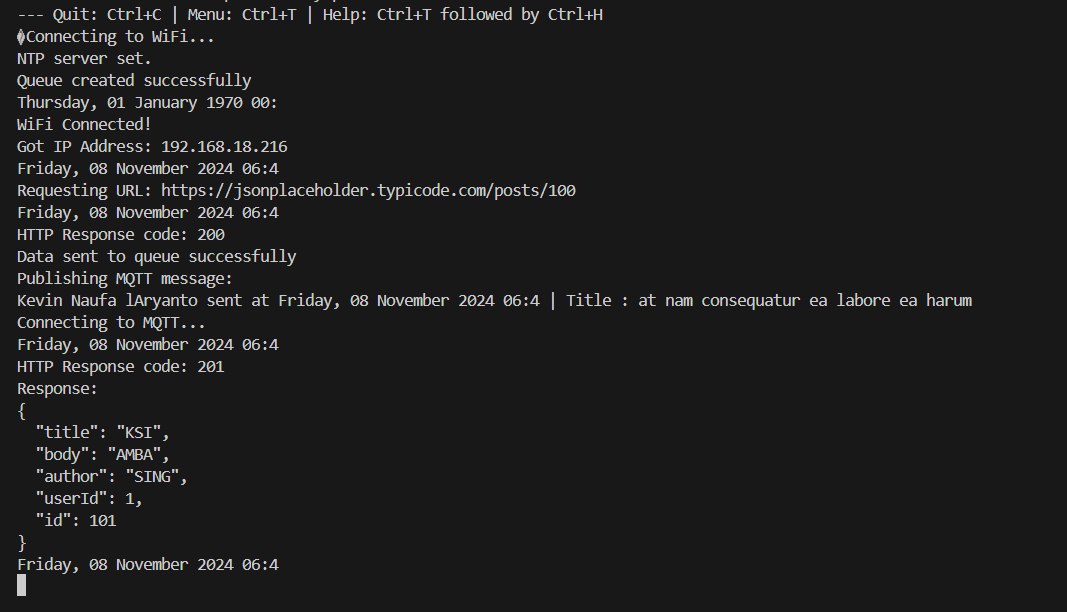 --- Quit: Ctrl+C | Menu: Ctrl+T | Help: Ctrl+T followed by Ctrl+H
�Connecting to WiFi...
NTP server set.
Queue created successfully
Thursday, 01 January 1970 00:
WiFi Connected!
Got IP Address: 192.168.18.216
Friday, 08 November 2024 06:4
Requesting URL: https://jsonplaceholder.typicode.com/posts/100
Friday, 08 November 2024 06:4
HTTP Response code: 200
Data sent to queue successfully
Publishing MQTT message:
Kevin Naufa lAryanto sent at Friday, 08 November 2024 06:4 | Title : at nam consequatur ea labore ea harum
Connecting to MQTT...
Friday, 08 November 2024 06:4
HTTP Response code: 201
Response:
{
  "title": "KSI",
  "body": "AMBA",
  "author": "SING",
  "userId": 1,
  "id": 101
}
Friday, 08 November 2024 06:4